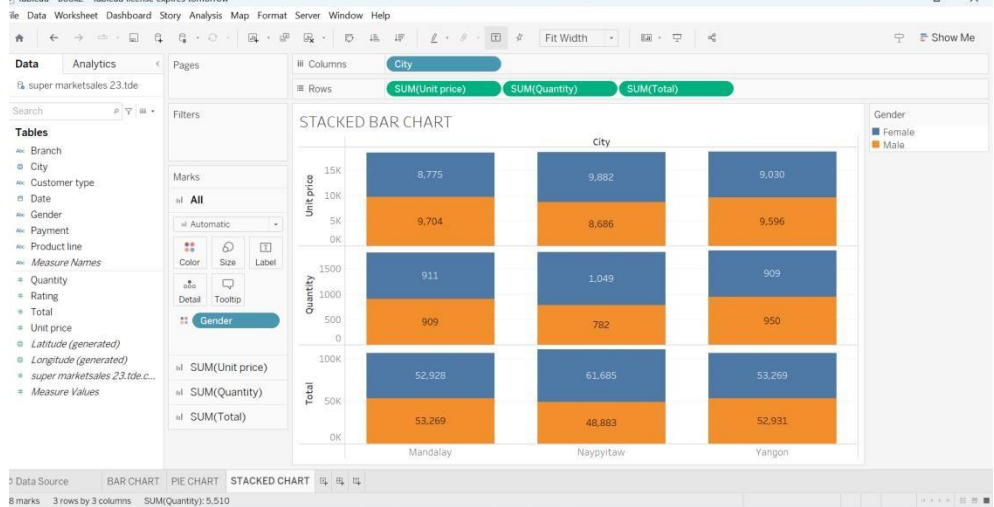 ile Data Worksheet Dashboard Story Analysis Map Format Server Window Help
Fit Width
Show Me
Data Analytics
super marketsales 23.tde
Search
Tables
Abc Branch
City
Abc Customer type
Date
Abc Gender
Abc Payment
Abc Product line
Abc Measure Names
Quantity
Rating
Total
Unit price
Latitude (generated)
Longitude (generated)
super marketsales 23.tde.c...
Measure Values
Pages
Filters
Marks
All
Automatic
Color Size Label
Detail Tooltip
Gender
SUM(Unit price)
SUM(Quantity)
SUM(Total)
Columns City
Rows SUM(Unit price) SUM(Quantity) SUM(Total)
STACKED BAR CHART
City
Unit price
15K
10K
5K
0K
8,775 9,882 9,030
9,704 8,686 9,596
Quantity
1500
1000
500
0
911 1,049 909
909 782 950
Total
100K
50K
0K
52,928 61,685 53,269
53,269 48,883 52,931
Mandalay Naypyitaw Yangon
Gender
Female
Male
Data Source BAR CHART PIE CHART STACKED CHART
8 marks 3 rows by 3 columns SUM(Quantity): 5,510